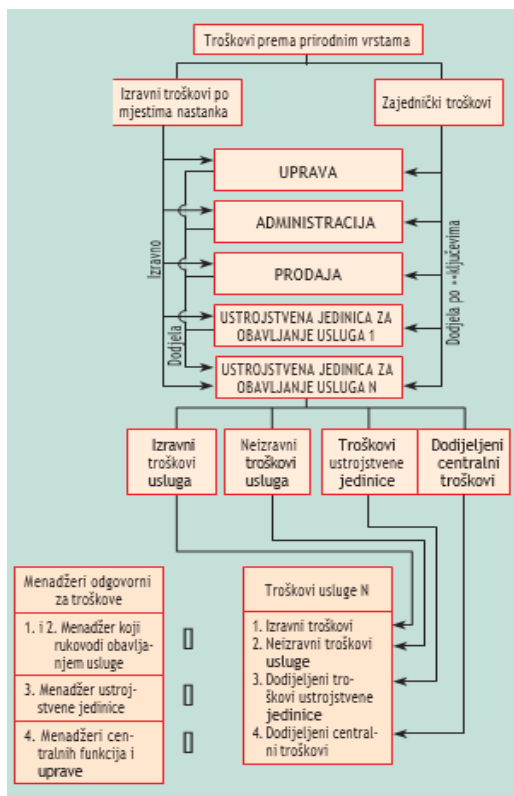 Troškovi prema prirodnim vrstama
Izravni troškovi po
mjestima nastanka
Zajednički troškovi
UPRAVA
ADMINISTRACIJA
PRODAJA
USTROJSTVENA JEDINICA ZA
OBAVLJANJE USLUGA 1
USTROJSTVENA JEDINICA ZA
OBAVLJANJE USLUGA N
Izravno
Dodjela
Dodjela po **ključevima
Izravni
troškovi
usluga
Neizravni
troškovi
usluga
Troškovi
ustrojstvene
jedinice
Dodijeljeni
centralni
troškovi
Menadžeri odgovorni
za troškove
1. i 2. Menadžer koji
rukovodi obavlja-
njem usluge
3. Menadžer ustroj-
stvene jedinice
4. Menadžeri cen-
tralnih funkcija i
uprave
Troškovi usluge N
1. Izravni troškovi
2. Neizravni troškovi
usluge
3. Dodijeljeni tro-
škovi ustrojstvene
jedinice
4. Dodijeljeni central-
ni troškovi